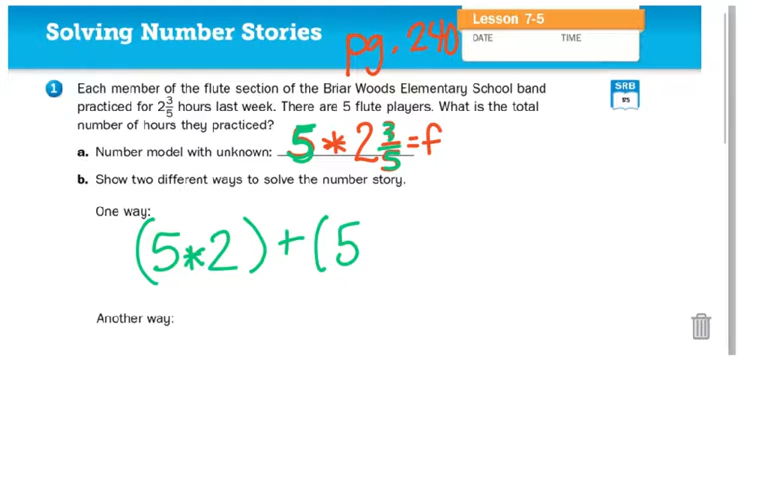 Solving Number Stories
pg. 240
Lesson 7-5
DATE TIME
SRB
1 Each member of the flute section of the Briar Woods Elementary School band
practiced for 2 3/5 hours last week. There are 5 flute players. What is the total
number of hours they practiced?
a. Number model with unknown: 5 * 2 3/5 = f
b. Show two different ways to solve the number story.
One way:
(5*2)+(5
Another way: